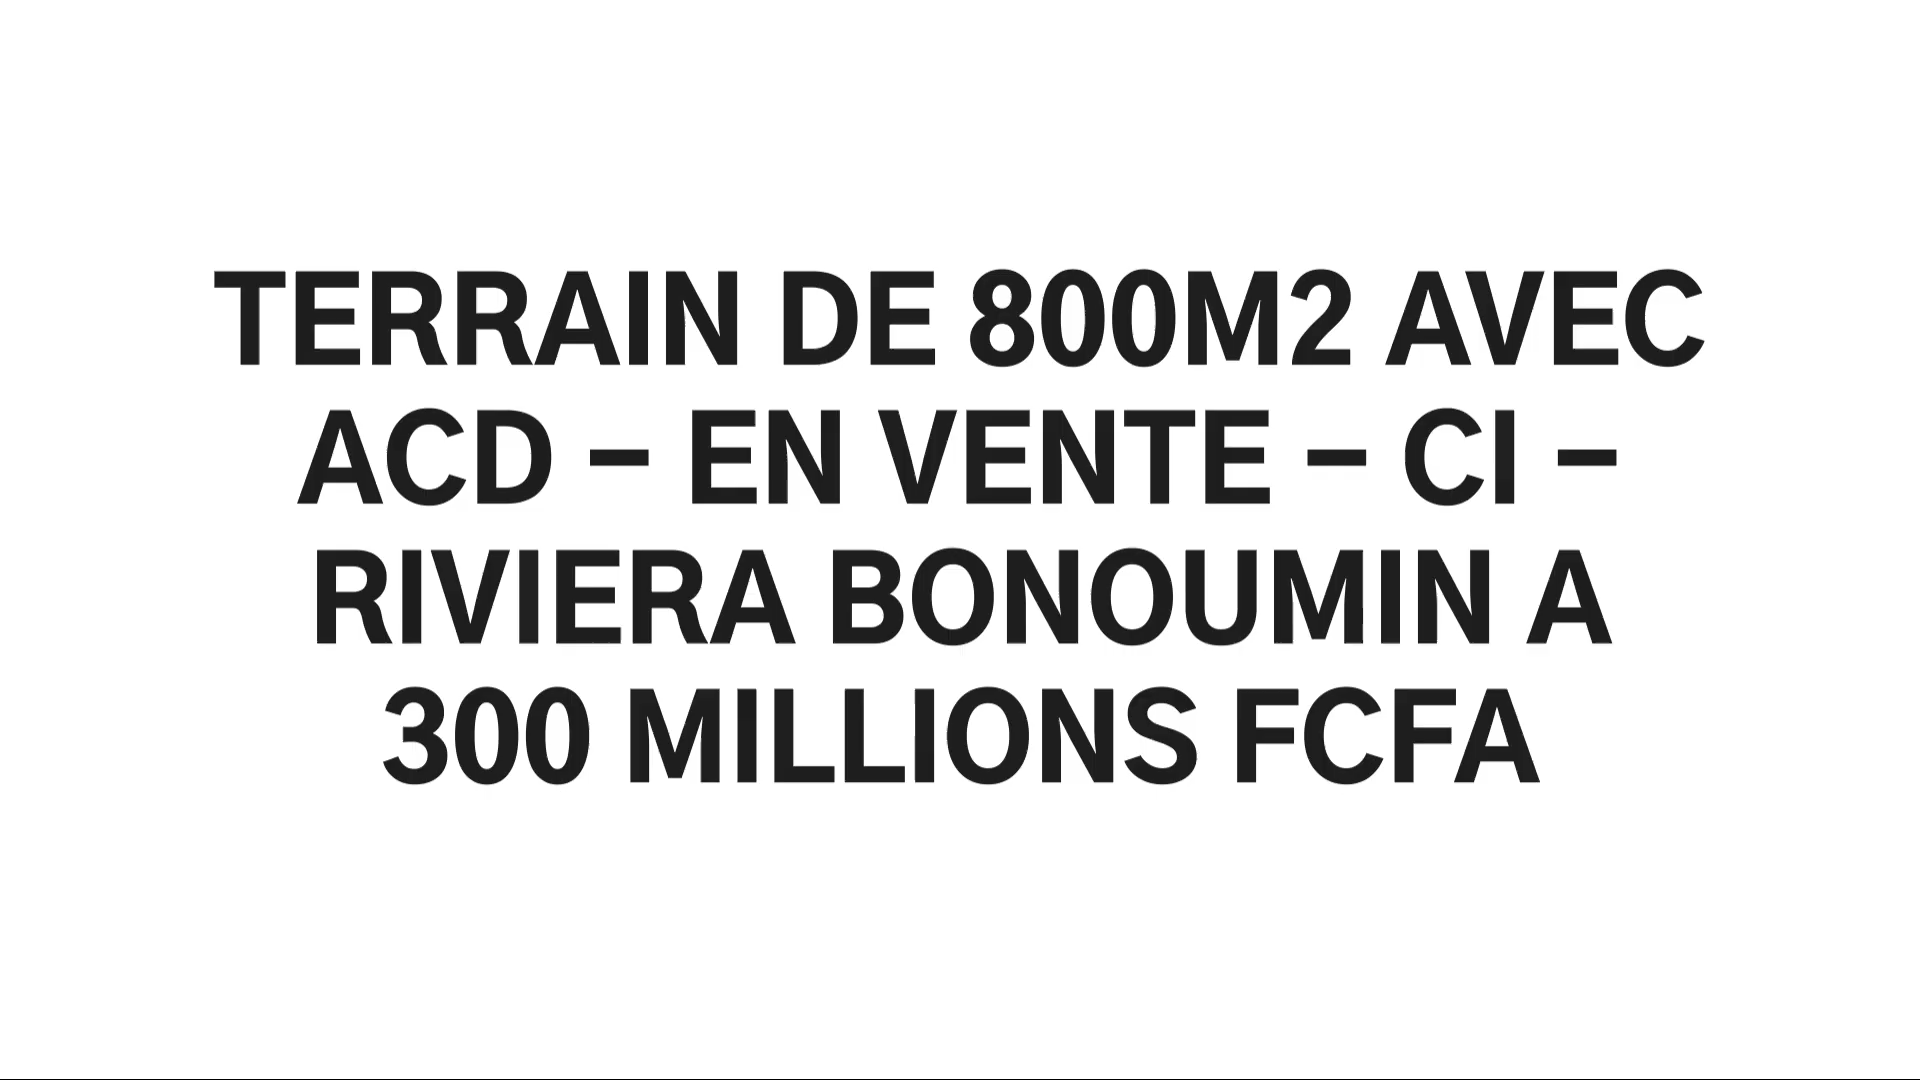 TERRAIN DE 800M2 AVEC
ACD – EN VENTE – CI –
RIVIERA BONOUMIN A
300 MILLIONS FCFA